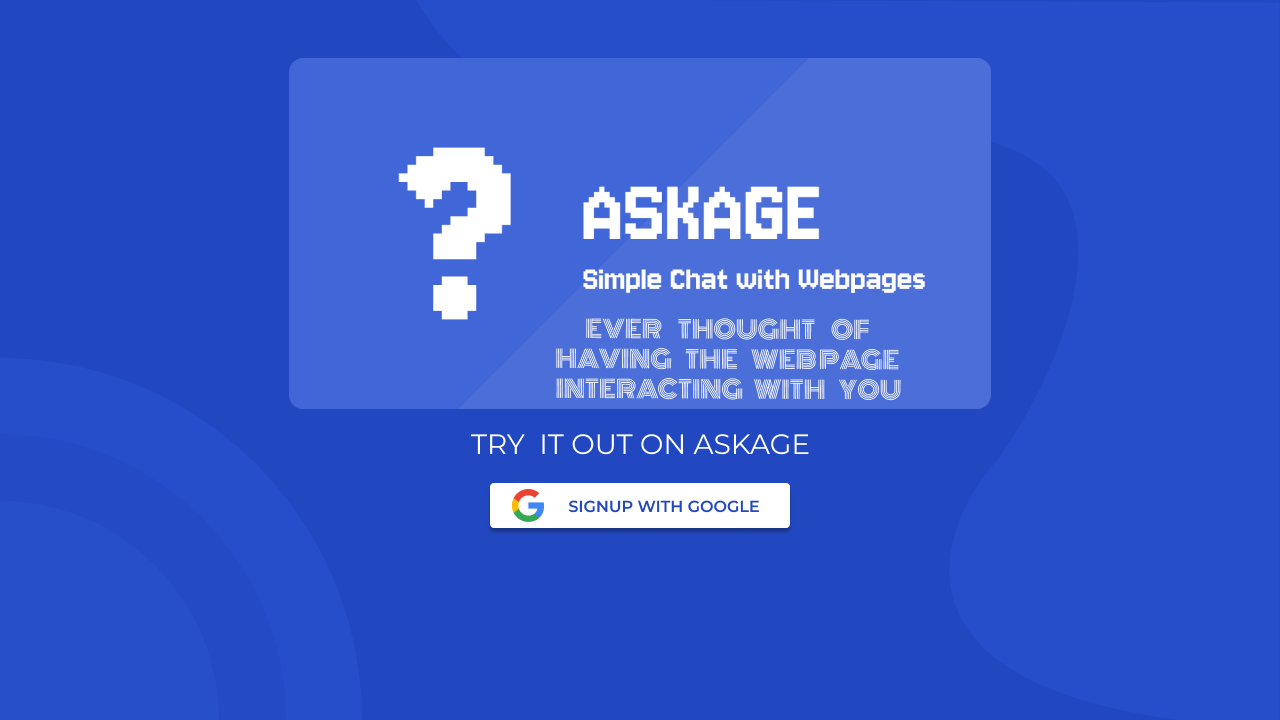 ?
ASKAGE
Simple Chat with Webpages
EVER THOUGHT OF
HAVING THE WEBPAGE
INTERACTING WITH YOU
TRY IT OUT ON ASKAGE
SIGNUP WITH GOOGLE